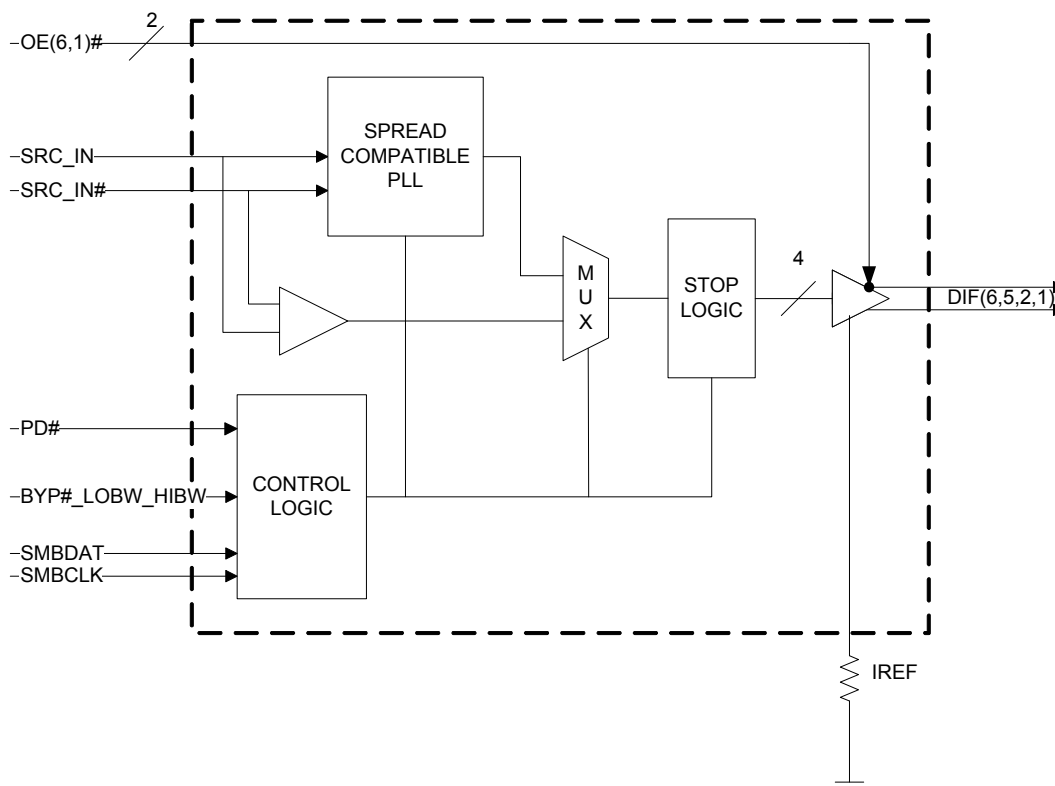 2
OE(6,1)#
SPREAD
COMPATIBLE
PLL
SRC_IN
SRC_IN#
M
U
X
STOP
LOGIC
4
DIF(6,5,2,1)
PD#
BYP#_LOBW_HIBW
CONTROL
LOGIC
SMBDAT
SMBCLK
IREF